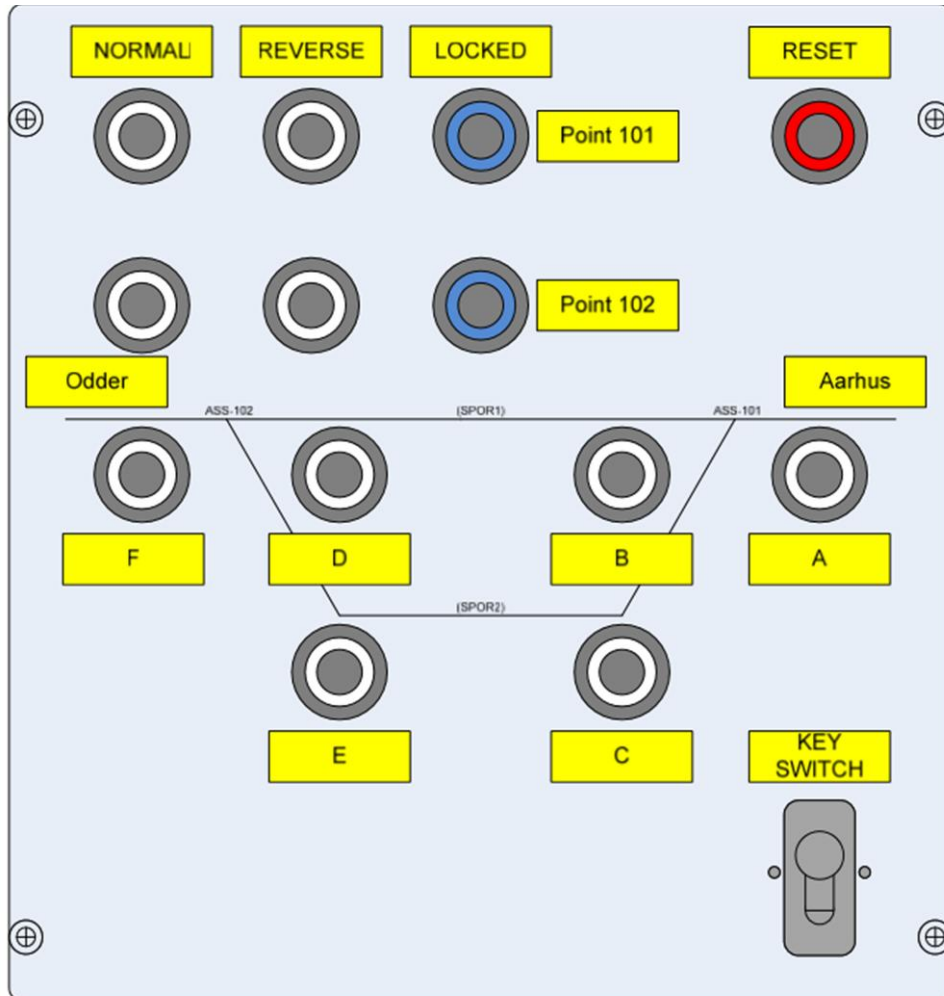 NORMAL
REVERSE
LOCKED
RESET
Point 101
Point 102
Odder
Aarhus
ASS-102
(SPOR1)
ASS-101
F
D
B
A
(SPOR2)
E
C
KEY
SWITCH